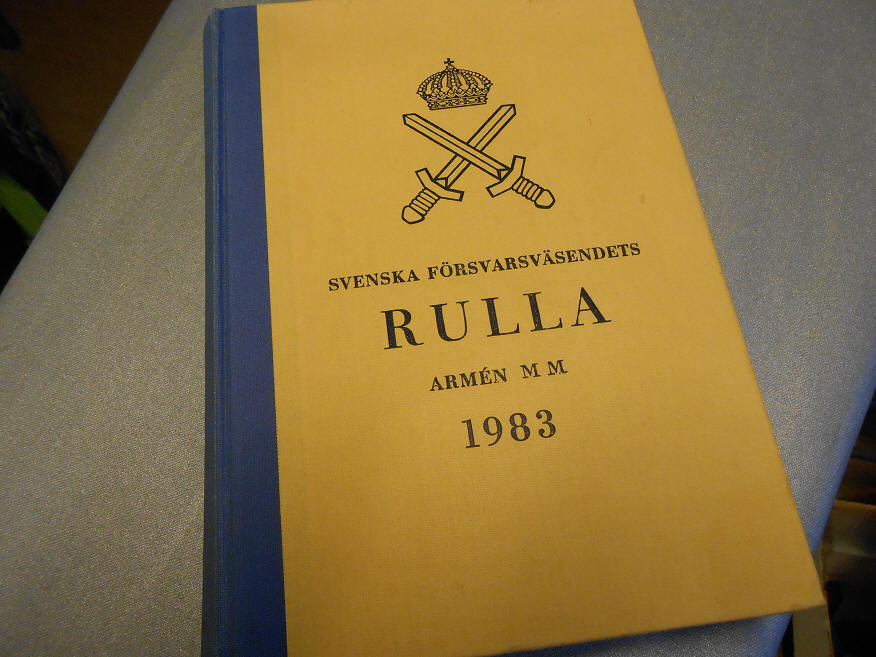 SVENSKA FÖRSVARSVÄSENDETS
RULLA
ARMÉN M M
1983